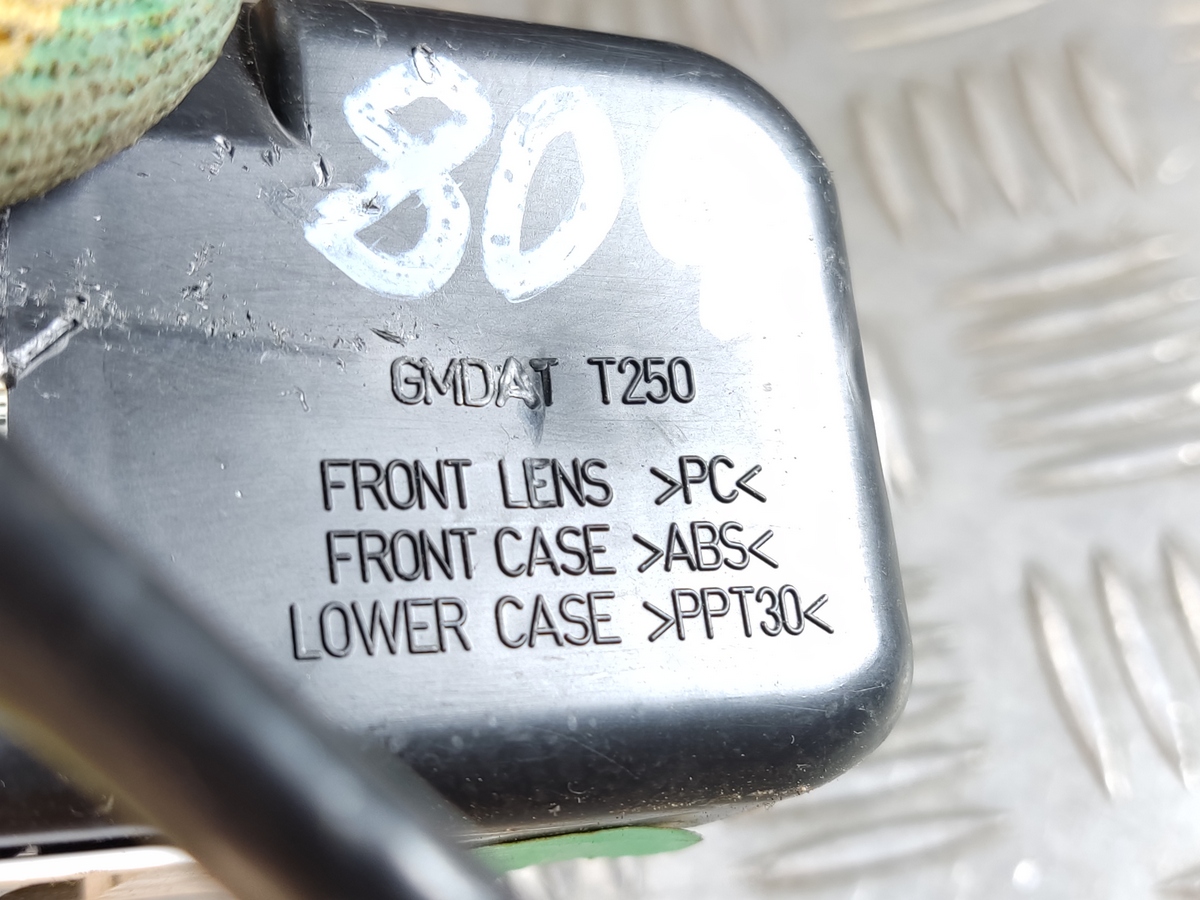 80
GMDAT T250
FRONT LENS >PC<
FRONT CASE >ABS<
LOWER CASE >PPT30<